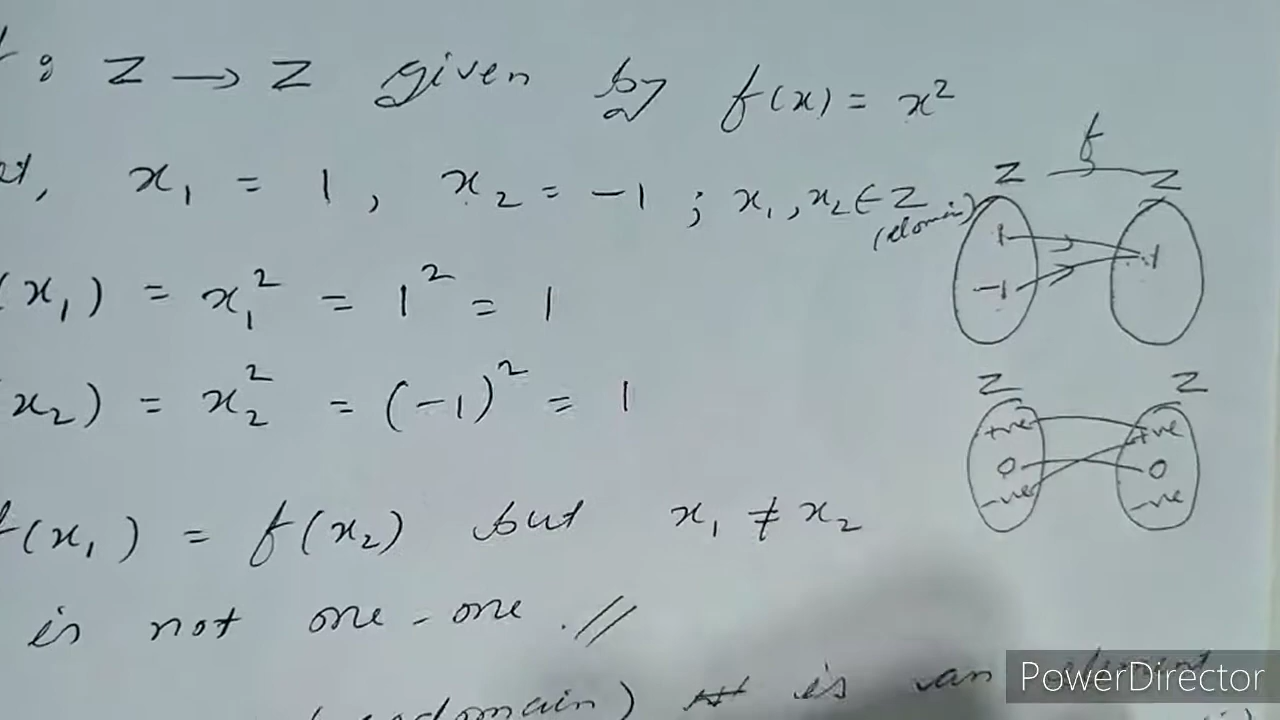 f : Z → Z given by f(x) = x²
x₁ = 1, x₂ = -1 ; x₁, x₂ ∈ Z
(domain)
(x₁) = x₁² = 1² = 1
x₂) = x₂² = (-1)² = 1
f(x₁) = f(x₂) but x₁ ≠ x₂
is not one-one.//
is an element
Z f Z
1 1
-1
Z Z
+ve +ve
0 0
-ve -ve
PowerDirector